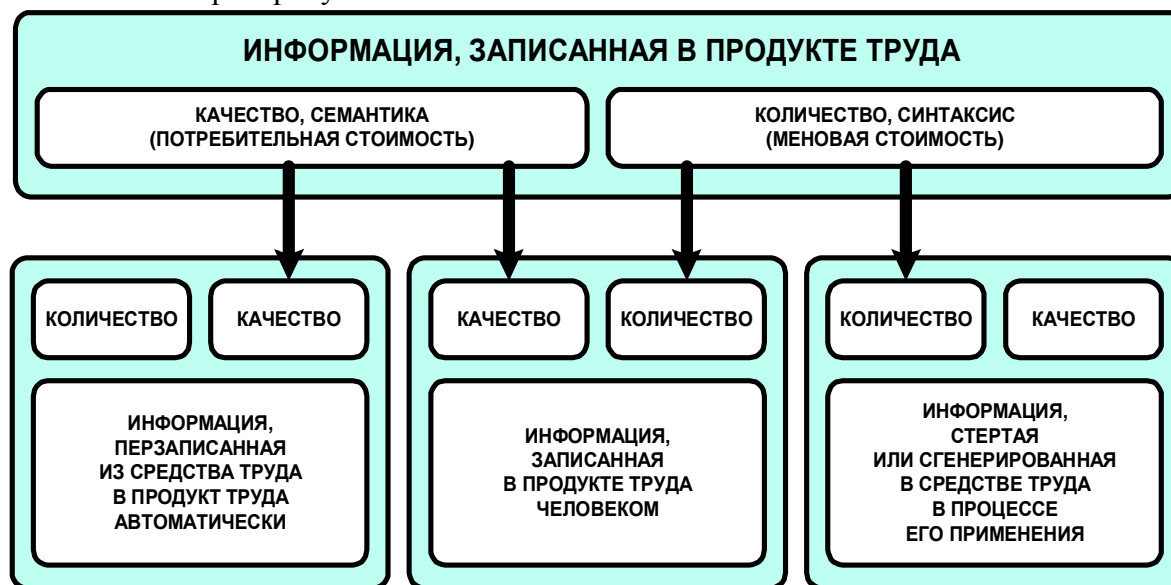 ИНФОРМАЦИЯ, ЗАПИСАННАЯ В ПРОДУКТЕ ТРУДА
КАЧЕСТВО, СЕМАНТИКА
(ПОТРЕБИТЕЛЬНАЯ СТОИМОСТЬ)
КОЛИЧЕСТВО, СИНТАКСИС
(МЕНОВАЯ СТОИМОСТЬ)
КОЛИЧЕСТВО
КАЧЕСТВО
ИНФОРМАЦИЯ,
ПЕРЗАПИСАННАЯ
ИЗ СРЕДСТВА ТРУДА
В ПРОДУКТ ТРУДА
АВТОМАТИЧЕСКИ
КАЧЕСТВО
КОЛИЧЕСТВО
ИНФОРМАЦИЯ,
ЗАПИСАННАЯ
В ПРОДУКТЕ ТРУДА
ЧЕЛОВЕКОМ
КОЛИЧЕСТВО
КАЧЕСТВО
ИНФОРМАЦИЯ,
СТЕРТАЯ
ИЛИ СГЕНЕРИРОВАННАЯ
В СРЕДСТВЕ ТРУДА
В ПРОЦЕССЕ
ЕГО ПРИМЕНЕНИЯ